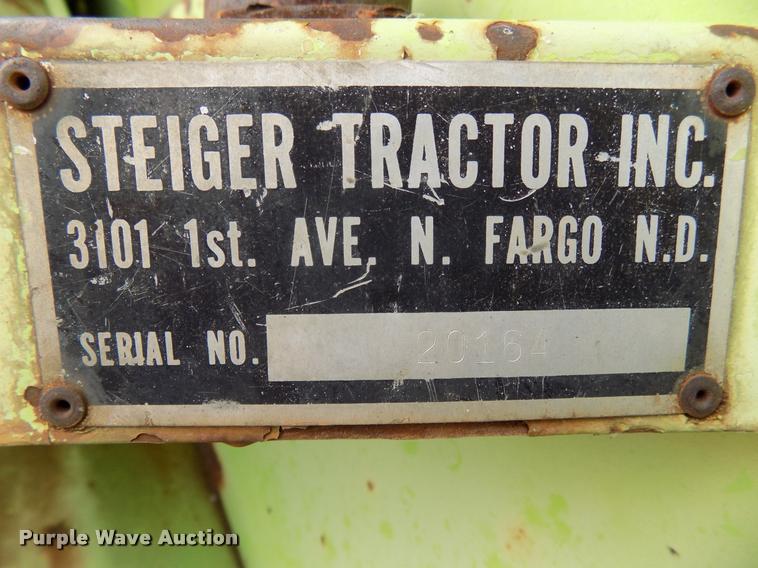 STEIGER TRACTOR INC.
3101 1st. AVE. N. FARGO N.D.
SERIAL NO. 20164
Purple Wave Auction